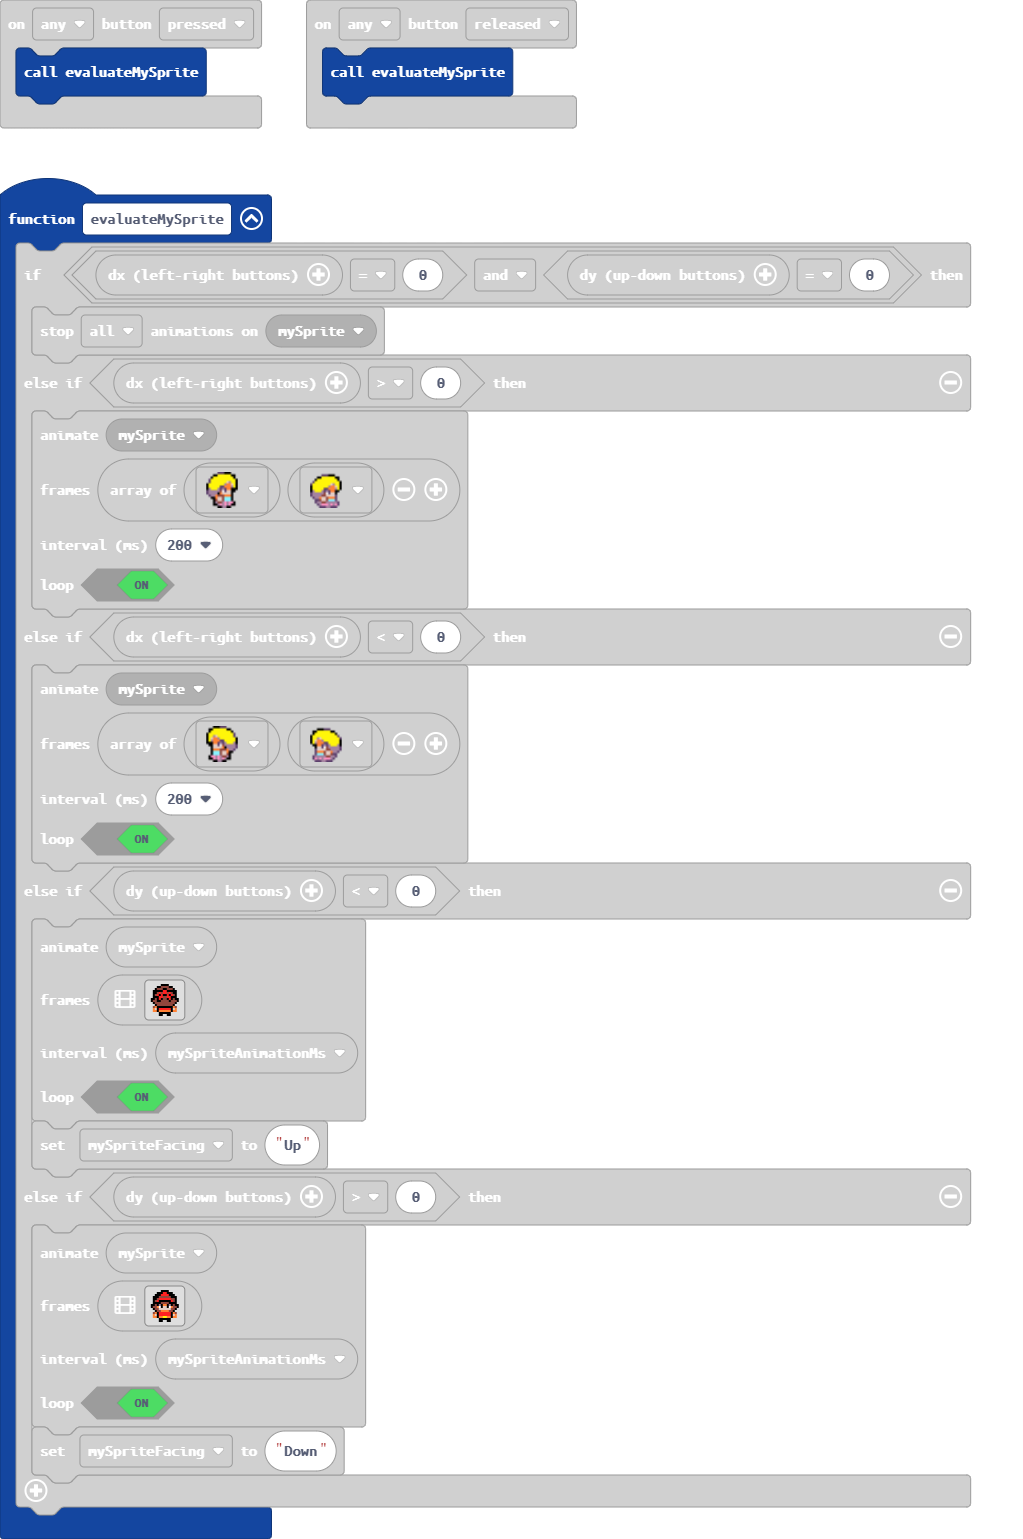 on any button pressed
call evaluateMySprite
on any button released
call evaluateMySprite
function evaluateMySprite
if dx (left-right buttons) = 0 and dy (up-down buttons) = 0 then
stop all animations on mySprite
else if dx (left-right buttons) > 0 then
animate mySprite
frames array of
interval (ms) 200
loop ON
else if dx (left-right buttons) < 0 then
animate mySprite
frames array of
interval (ms) 200
loop ON
else if dy (up-down buttons) < 0 then
animate mySprite
frames
interval (ms) mySpriteAnimationMs
loop ON
set mySpriteFacing to "Up"
else if dy (up-down buttons) > 0 then
animate mySprite
frames
interval (ms) mySpriteAnimationMs
loop ON
set mySpriteFacing to "Down"